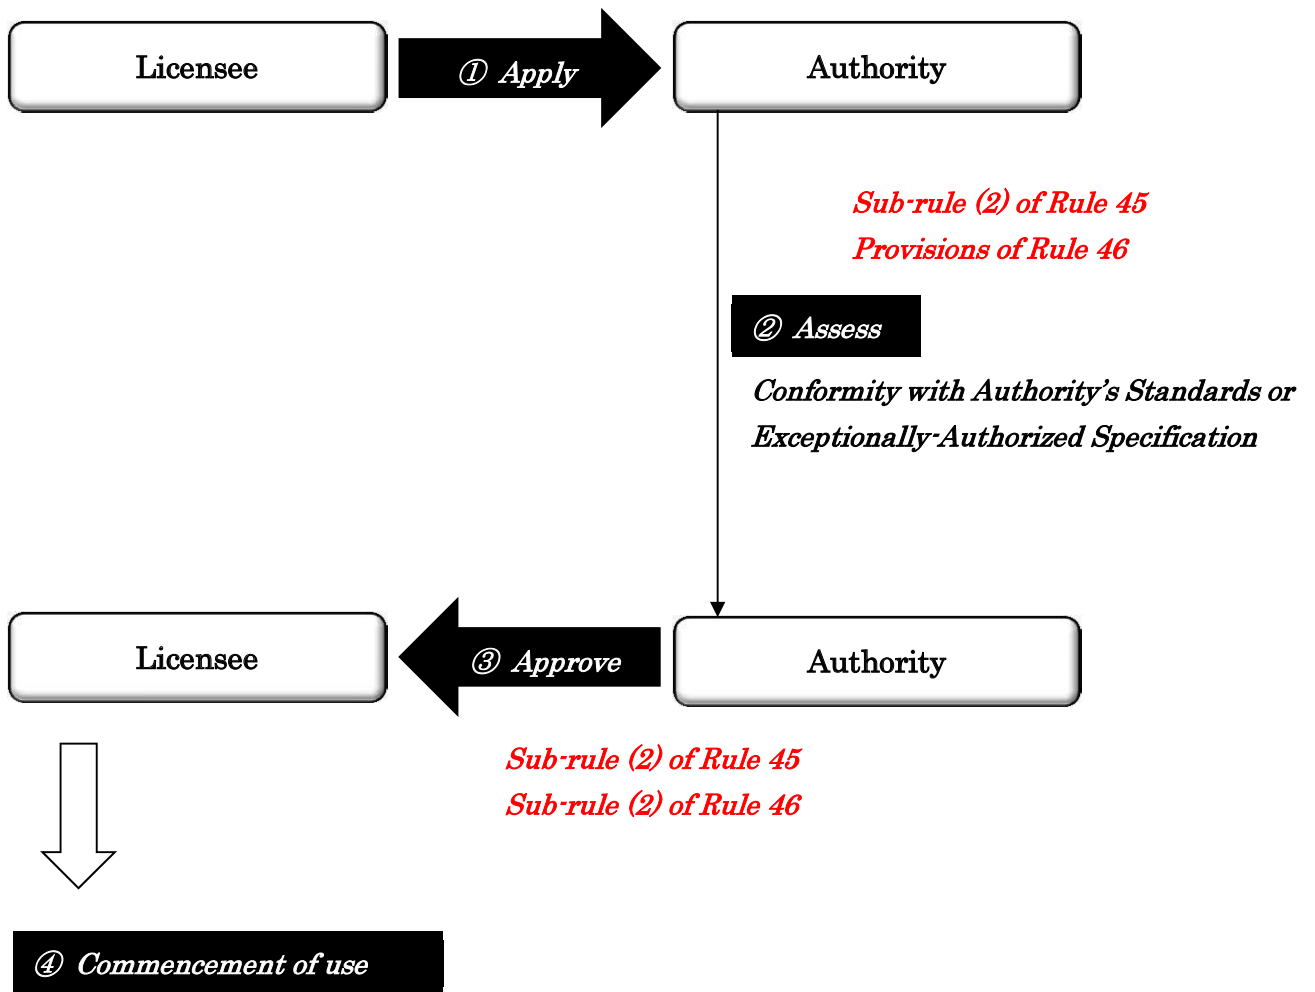 Licensee
① Apply
Authority
Sub-rule (2) of Rule 45
Provisions of Rule 46
② Assess
Conformity with Authority’s Standards or
Exceptionally-Authorized Specification
Licensee
③ Approve
Authority
Sub-rule (2) of Rule 45
Sub-rule (2) of Rule 46
④ Commencement of use